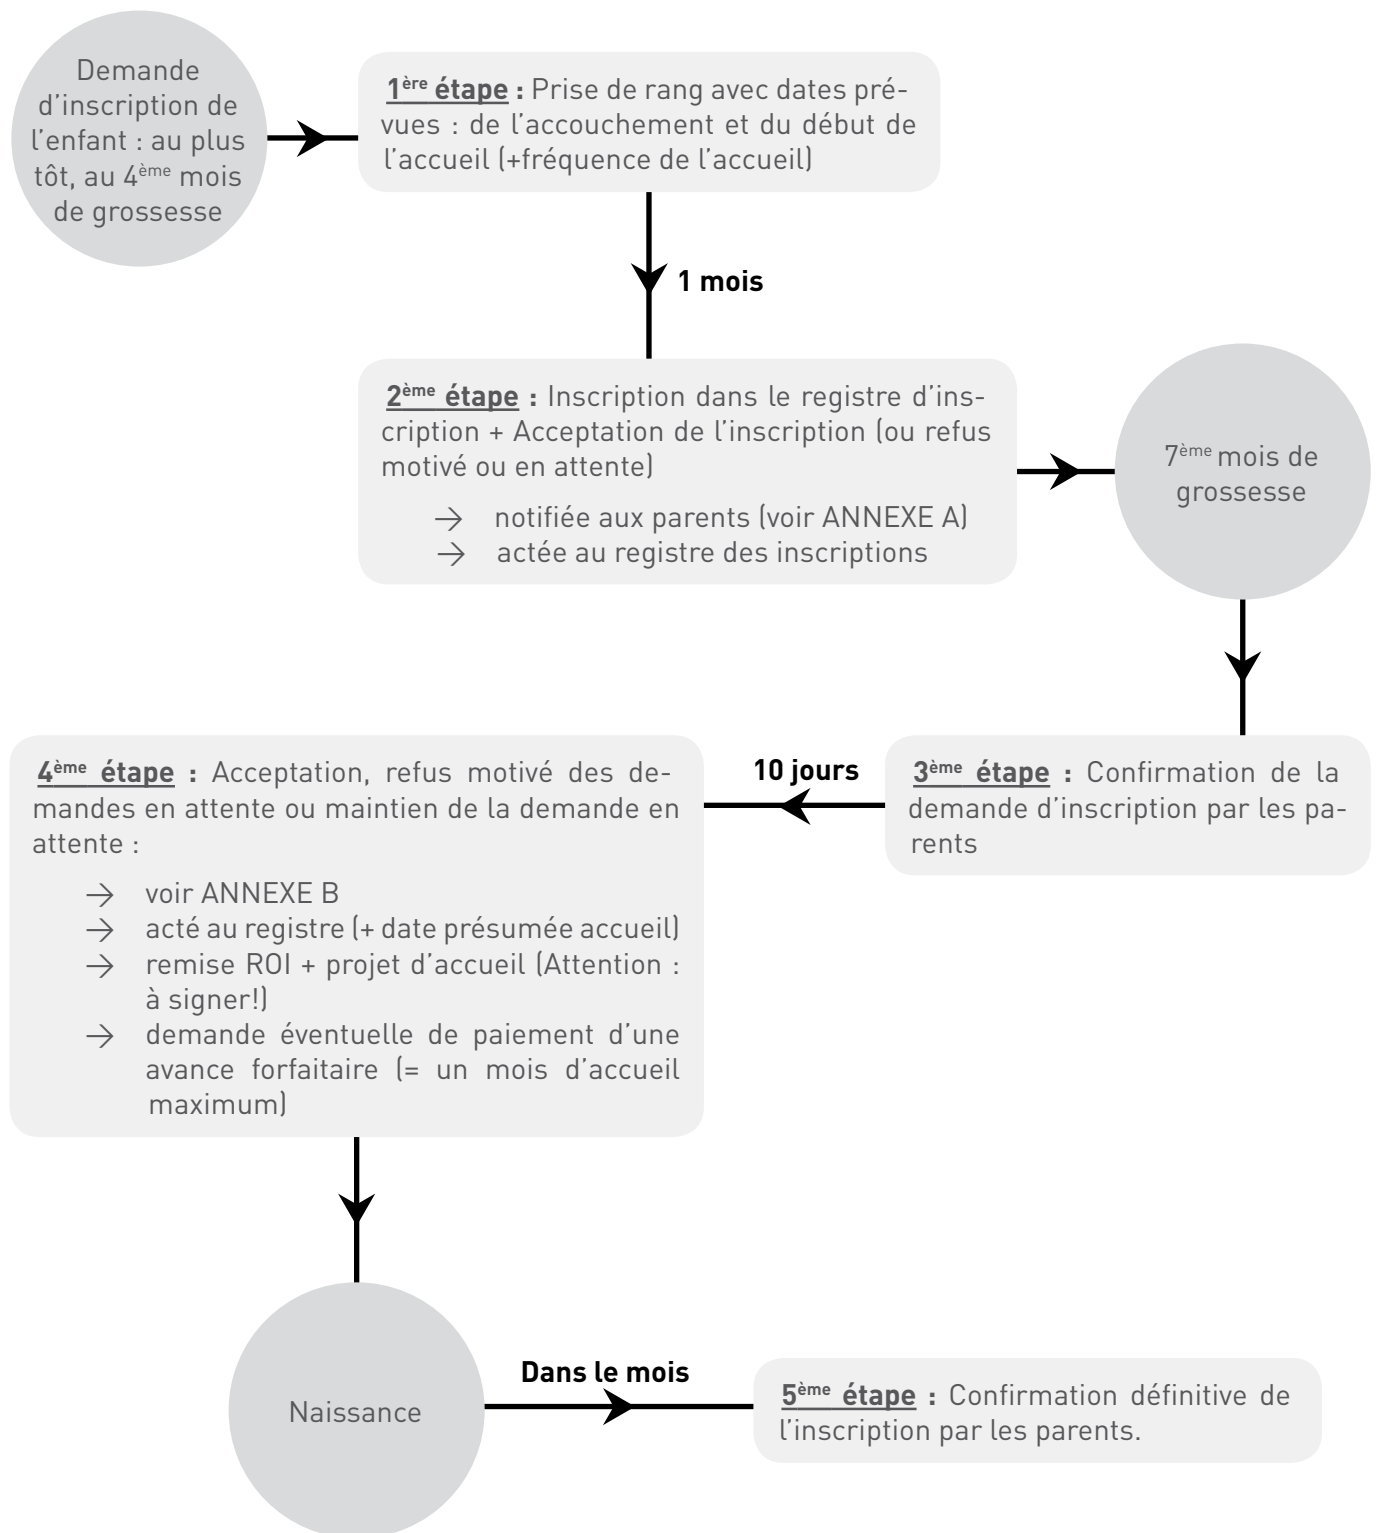 Demande
d'inscription de
l'enfant : au plus
tôt, au 4ème mois
de grossesse
1ère étape : Prise de rang avec dates pré-
vues : de l'accouchement et du début de
l'accueil (+fréquence de l'accueil)
1 mois
2ème étape : Inscription dans le registre d'ins-
cription + Acceptation de l'inscription (ou refus
motivé ou en attente)
→ notifiée aux parents (voir ANNEXE A)
→ actée au registre des inscriptions
7ème mois de
grossesse
3ème étape : Confirmation de la
demande d'inscription par les pa-
rents
10 jours
4ème étape : Acceptation, refus motivé des de-
mandes en attente ou maintien de la demande en
attente :
→ voir ANNEXE B
→ acté au registre (+ date présumée accueil)
→ remise ROI + projet d'accueil (Attention :
à signer!)
→ demande éventuelle de paiement d'une
avance forfaitaire (= un mois d'accueil
maximum)
Naissance
Dans le mois
5ème étape : Confirmation définitive de
l'inscription par les parents.